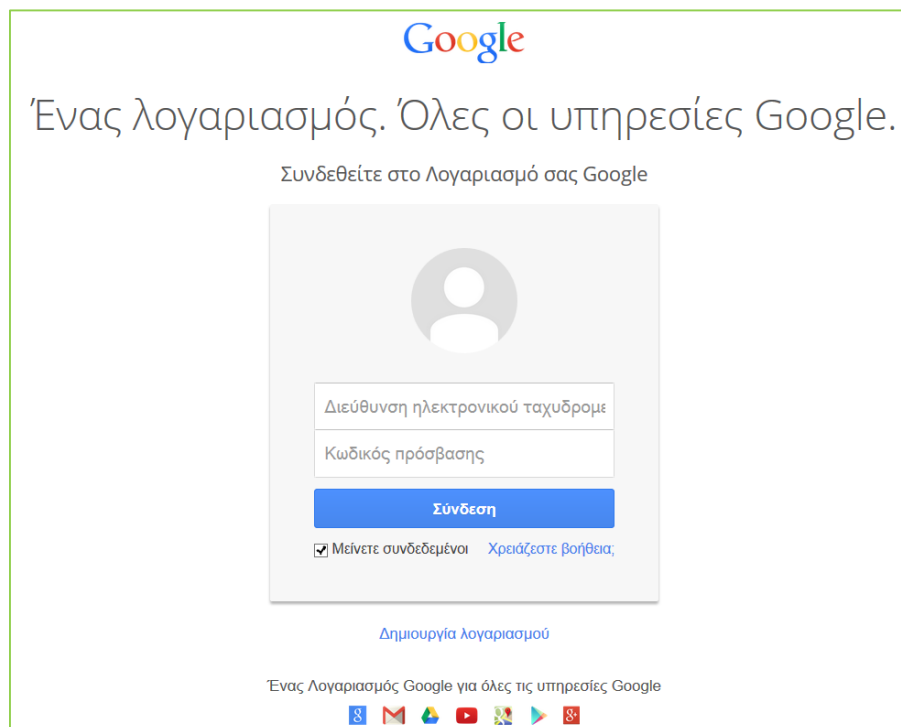 Google
Ένας λογαριασμός. Όλες οι υπηρεσίες Google.
Συνδεθείτε στο Λογαριασμό σας Google
Διεύθυνση ηλεκτρονικού ταχυδρομε
Κωδικός πρόσβασης
Σύνδεση
Μείνετε συνδεδεμένοι Χρειάζεστε βοήθεια;
Δημιουργία λογαριασμού
Ένας Λογαριασμός Google για όλες τις υπηρεσίες Google